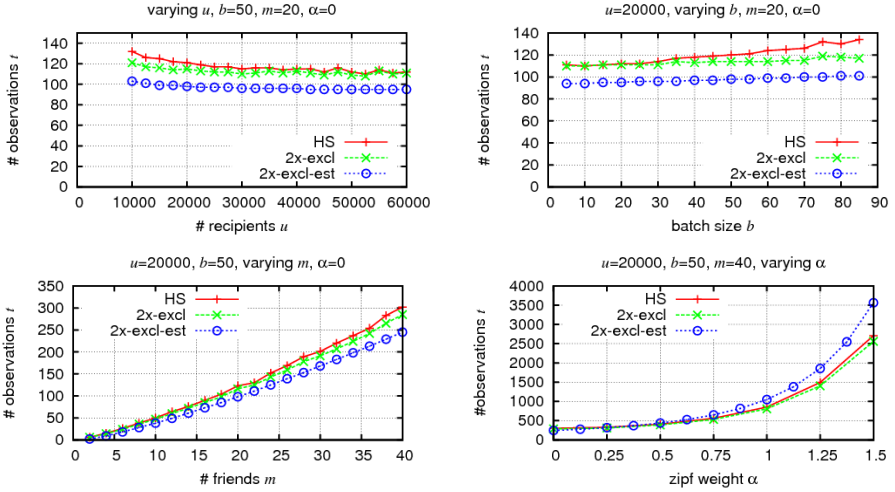 varying u, b=50, m=20, α=0
# observations t
140
120
100
80
60
40
20
0
HS
2x-excl
2x-excl-est
0 10000 20000 30000 40000 50000 60000
# recipients u
u=20000, varying b, m=20, α=0
# observations t
140
120
100
80
60
40
20
0
HS
2x-excl
2x-excl-est
0 10 20 30 40 50 60 70 80 90
batch size b
u=20000, b=50, varying m, α=0
# observations t
350
300
250
200
150
100
50
0
HS
2x-excl
2x-excl-est
0 5 10 15 20 25 30 35 40
# friends m
u=20000, b=50, m=40, varying α
#observations t
4000
3500
3000
2500
2000
1500
1000
500
0
HS
2x-excl
2x-excl-est
0 0.25 0.5 0.75 1 1.25 1.5
zipf weight α